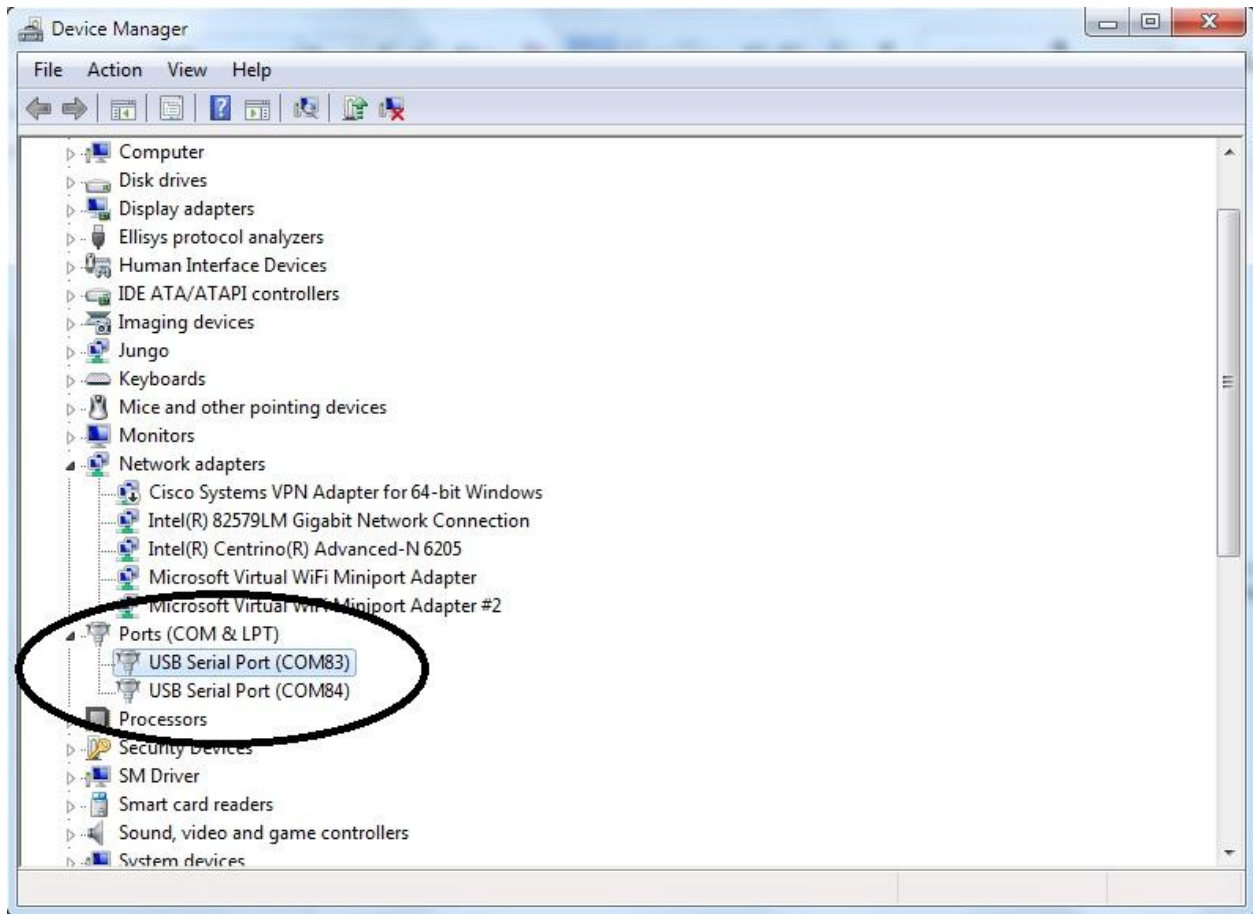 Device Manager
File Action View Help
Computer
Disk drives
Display adapters
Ellisys protocol analyzers
Human Interface Devices
IDE ATA/ATAPI controllers
Imaging devices
Jungo
Keyboards
Mice and other pointing devices
Monitors
Network adapters
Cisco Systems VPN Adapter for 64-bit Windows
Intel(R) 82579LM Gigabit Network Connection
Intel(R) Centrino(R) Advanced-N 6205
Microsoft Virtual WiFi Miniport Adapter
Microsoft Virtual WiFi Miniport Adapter #2
Ports (COM & LPT)
USB Serial Port (COM83)
USB Serial Port (COM84)
Processors
Security Devices
SM Driver
Smart card readers
Sound, video and game controllers
System devices